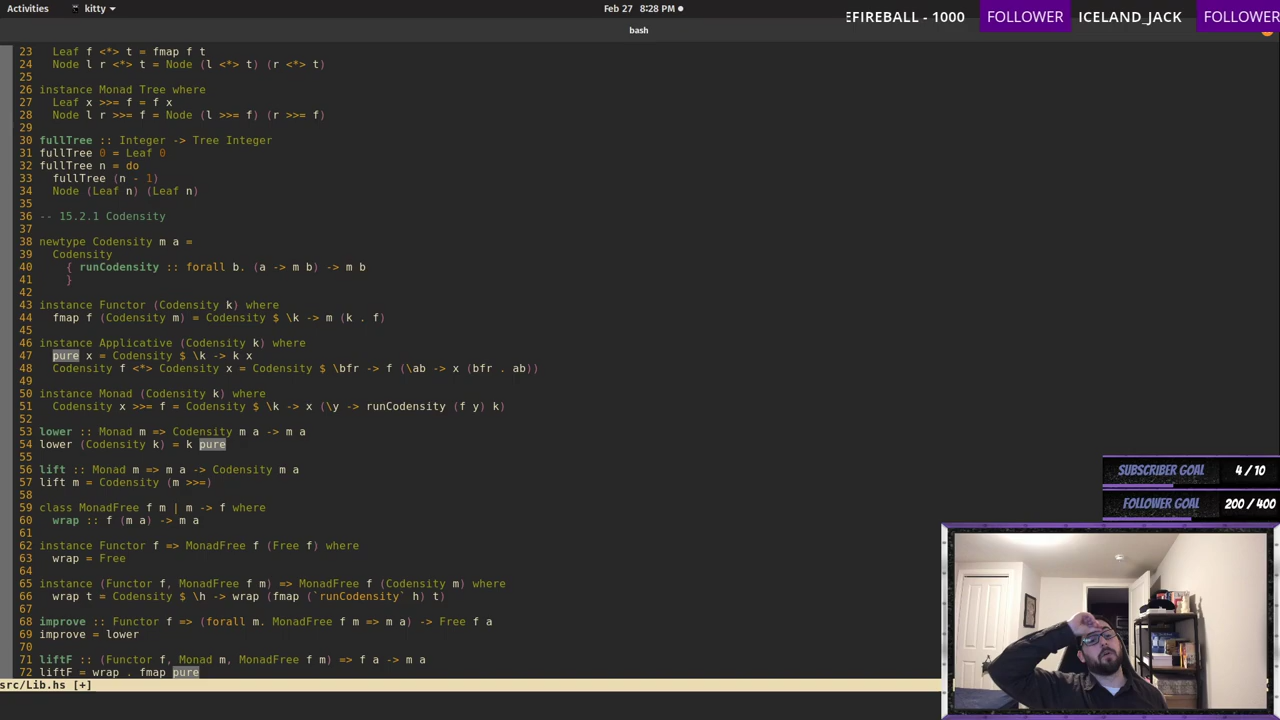 Activities
kitty
Feb 27 8:28 PM
EFIREBALL - 1000
FOLLOWER
ICELAND_JACK
FOLLOWER
bash
23 Leaf f <*> t = fmap f t
24 Node l r <*> t = Node (l <*> t) (r <*> t)
25
26 instance Monad Tree where
27 Leaf x >>= f = f x
28 Node l r >>= f = Node (l >>= f) (r >>= f)
29
30 fullTree :: Integer -> Tree Integer
31 fullTree 0 = Leaf 0
32 fullTree n = do
33 fullTree (n - 1)
34 Node (Leaf n) (Leaf n)
35
36 -- 15.2.1 Codensity
37
38 newtype Codensity m a =
39 Codensity
40 { runCodensity :: forall b. (a -> m b) -> m b
41 }
42
43 instance Functor (Codensity k) where
44 fmap f (Codensity m) = Codensity $ \k -> m (k . f)
45
46 instance Applicative (Codensity k) where
47 pure x = Codensity $ \k -> k x
48 Codensity f <*> Codensity x = Codensity $ \bfr -> f (\ab -> x (bfr . ab))
49
50 instance Monad (Codensity k) where
51 Codensity x >>= f = Codensity $ \k -> x (\y -> runCodensity (f y) k)
52
53 lower :: Monad m => Codensity m a -> m a
54 lower (Codensity k) = k pure
55
56 lift :: Monad m => m a -> Codensity m a
57 lift m = Codensity (m >>=)
58
59 class MonadFree f m | m -> f where
60 wrap :: f (m a) -> m a
61
62 instance Functor f => MonadFree f (Free f) where
63 wrap = Free
64
65 instance (Functor f, MonadFree f m) => MonadFree f (Codensity m) where
66 wrap t = Codensity $ \h -> wrap (fmap (`runCodensity` h) t)
67
68 improve :: Functor f => (forall m. MonadFree f m => m a) -> Free f a
69 improve = lower
70
71 liftF :: (Functor f, Monad m, MonadFree f m) => f a -> m a
72 liftF = wrap . fmap pure
src/Lib.hs [+]
SUBSCRIBER GOAL 4 / 10
FOLLOWER GOAL 200 / 400